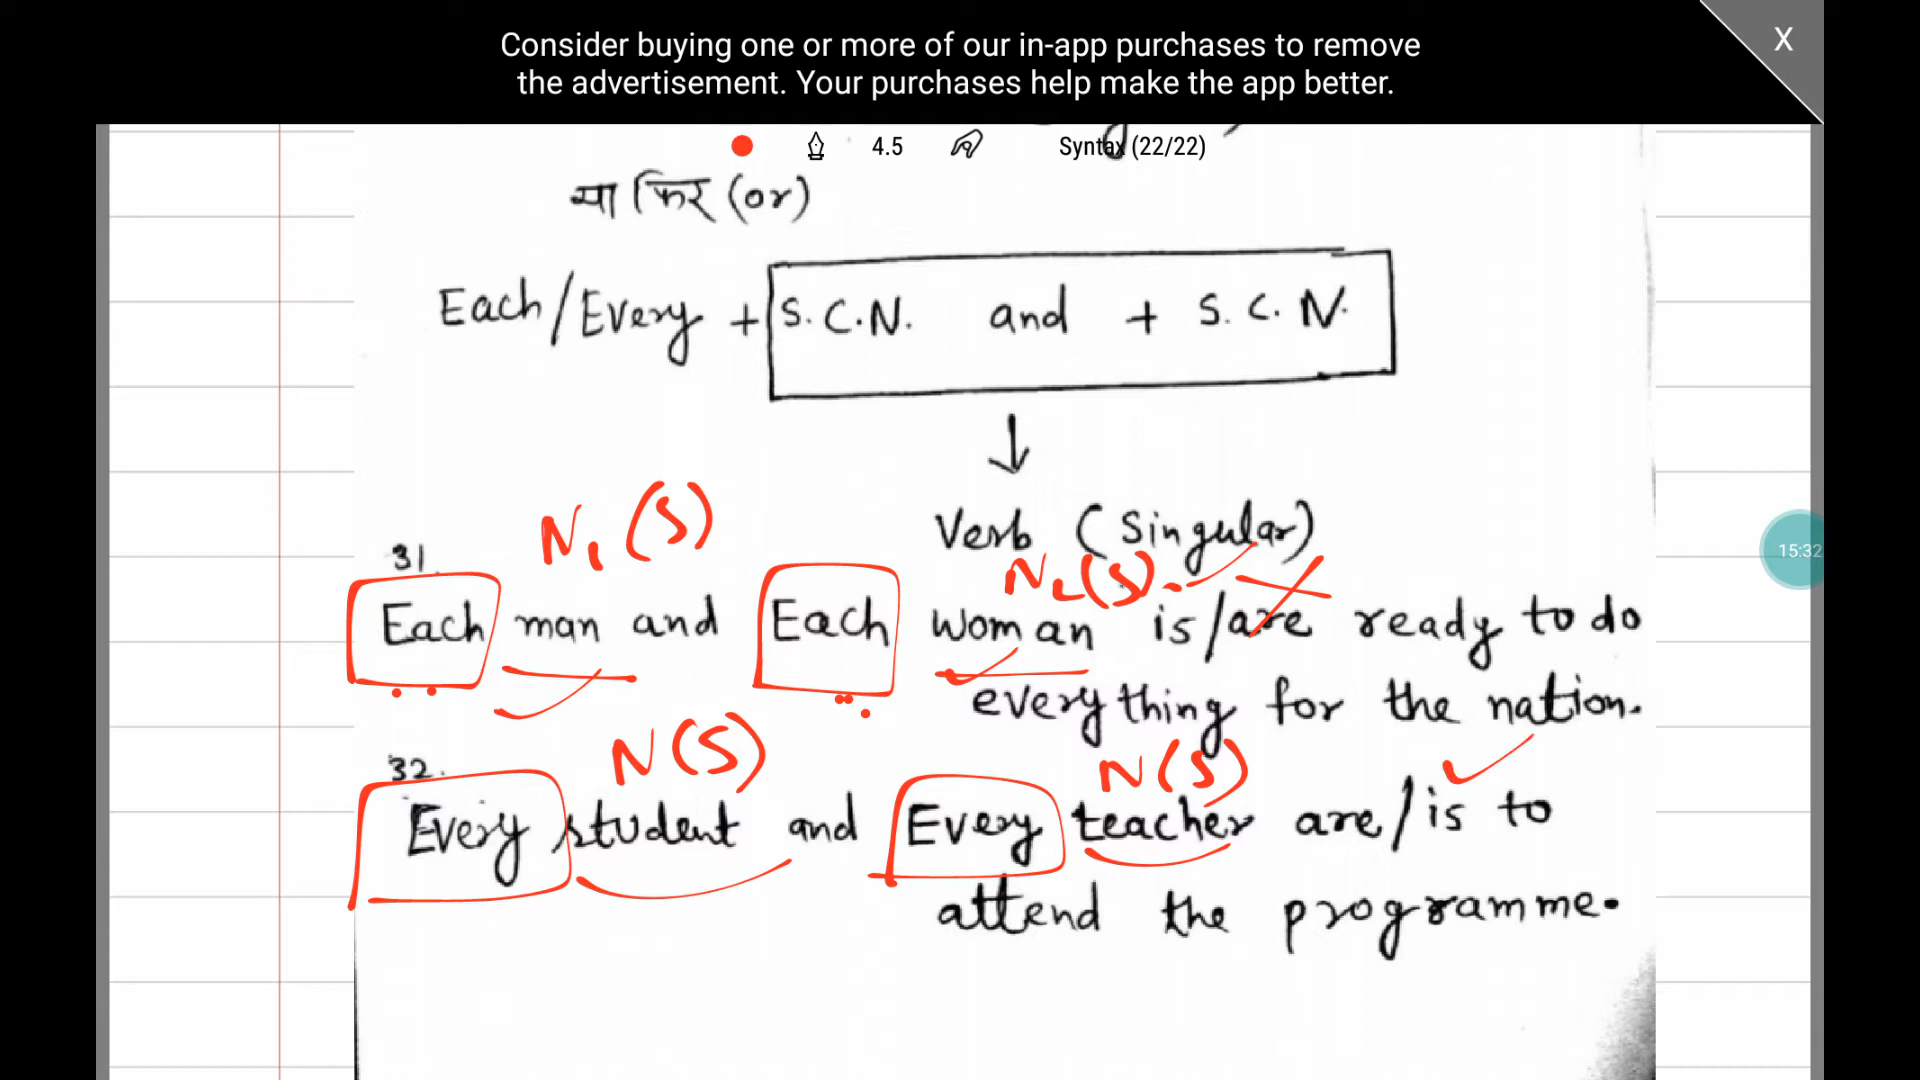 Consider buying one or more of our in-app purchases to remove
the advertisement. Your purchases help make the app better.
X
4.5 Syntax (22/22)
या फिर (or)
Each/Every + S.C.N. and + S.C.N.
Verb (Singular)
15:32
N1 (S)
N2 (S)
31.
Each man and Each woman is/are ready to do
everything for the nation.
N(S) N(S)
32.
Every student and Every teacher are/is to
attend the programme.